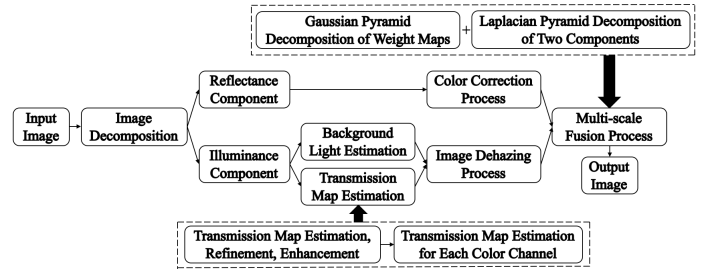 Gaussian Pyramid
Decomposition of Weight Maps
+
Laplacian Pyramid Decomposition
of Two Components
Reflectance
Component
Color Correction
Process
Input
Image
Image
Decomposition
Multi-scale
Fusion Process
Background
Light Estimation
Illuminance
Component
Image Dehazing
Process
Transmission
Map Estimation
Output
Image
Transmission Map Estimation,
Refinement, Enhancement
Transmission Map Estimation
for Each Color Channel